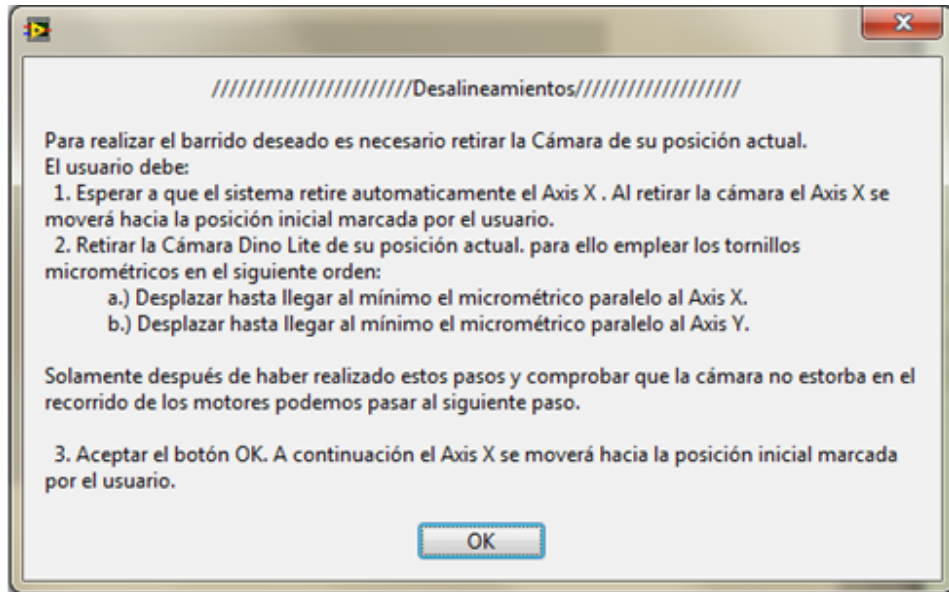 ///////////////////////Desalineamientos///////////////////
Para realizar el barrido deseado es necesario retirar la Cámara de su posición actual.
El usuario debe:
1. Esperar a que el sistema retire automaticamente el Axis X . Al retirar la cámara el Axis X se
moverá hacia la posición inicial marcada por el usuario.
2. Retirar la Cámara Dino Lite de su posición actual. para ello emplear los tornillos
micrométricos en el siguiente orden:
a.) Desplazar hasta llegar al mínimo el micrométrico paralelo al Axis X.
b.) Desplazar hasta llegar al mínimo el micrométrico paralelo al Axis Y.
Solamente después de haber realizado estos pasos y comprobar que la cámara no estorba en el
recorrido de los motores podemos pasar al siguiente paso.
3. Aceptar el botón OK. A continuación el Axis X se moverá hacia la posición inicial marcada
por el usuario.
OK